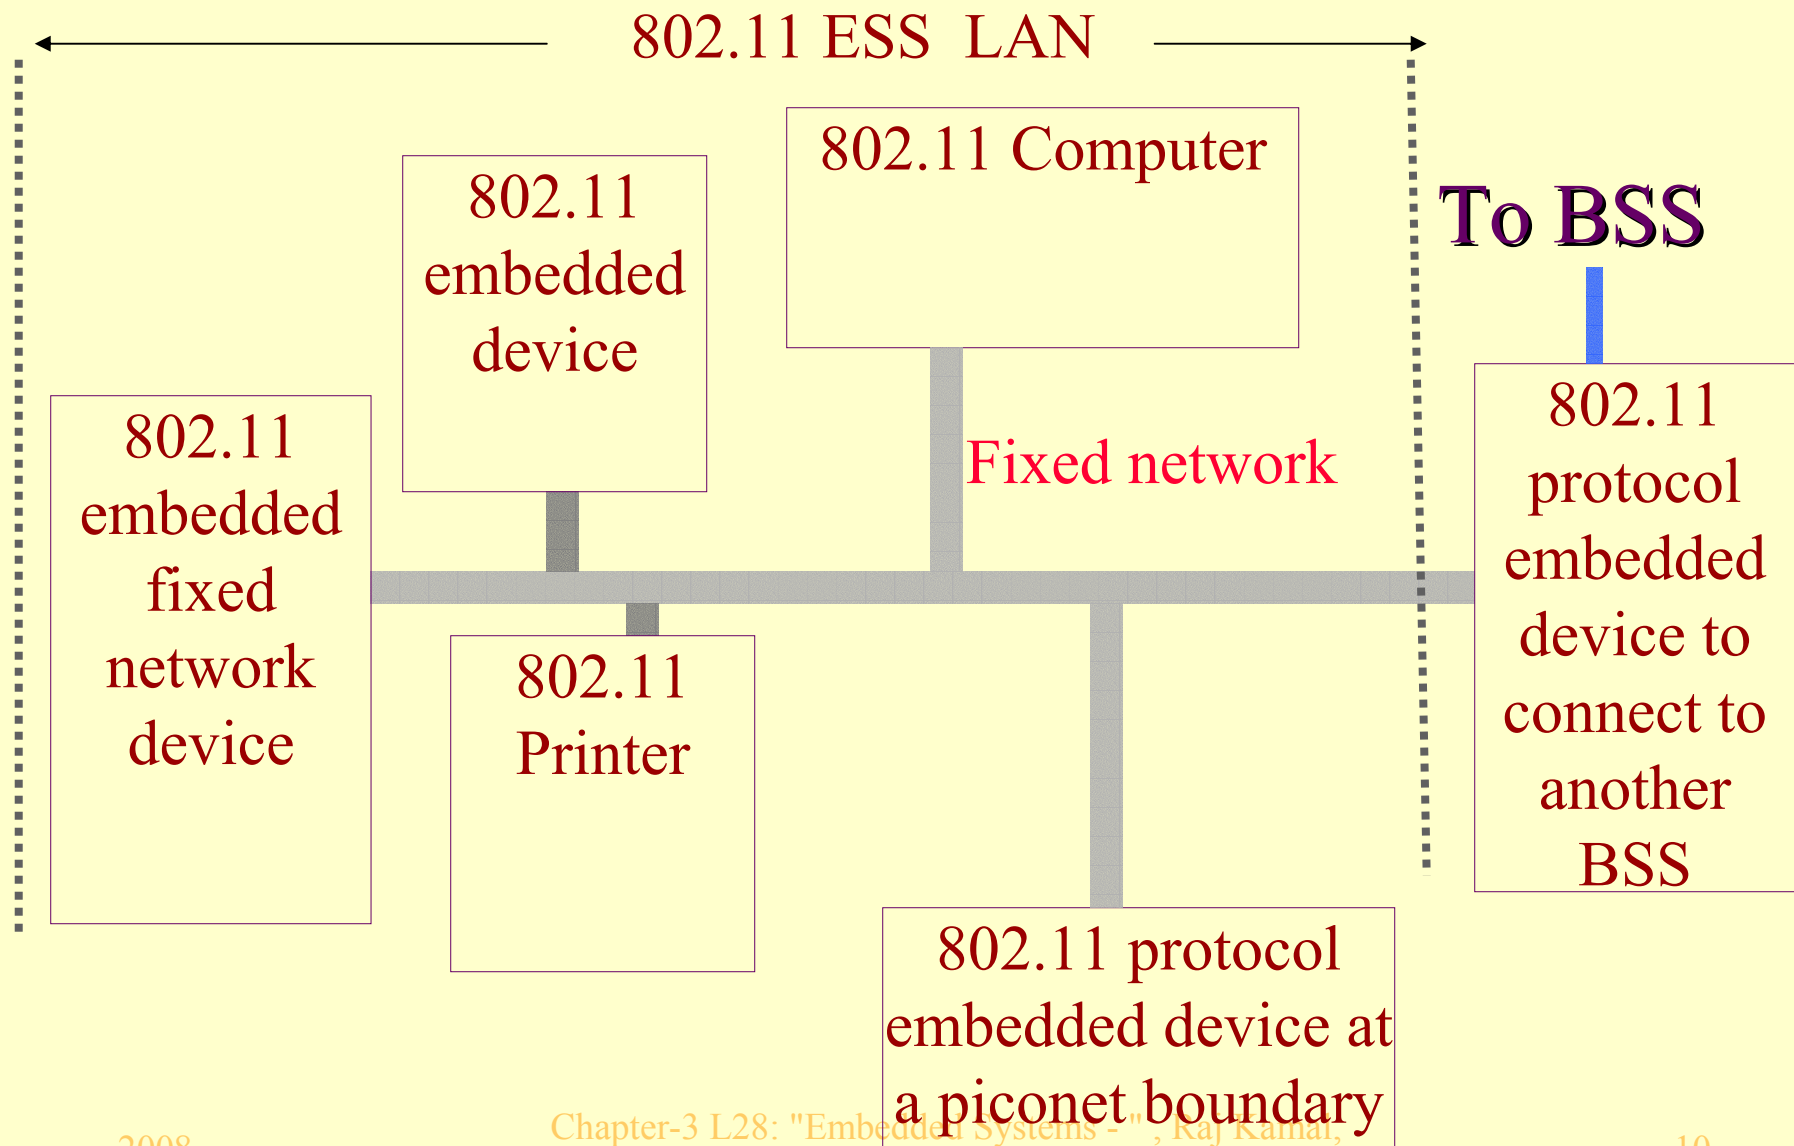 802.11 ESS LAN
802.11 Computer
802.11
embedded
device
To BSS
802.11
embedded
fixed
network
device
Fixed network
802.11
protocol
embedded
device to
connect to
another
BSS
802.11
Printer
802.11 protocol
embedded device at
a piconet boundary
2008
Chapter-3 L28: "Embedded Systems - " , Raj Kamal,
10